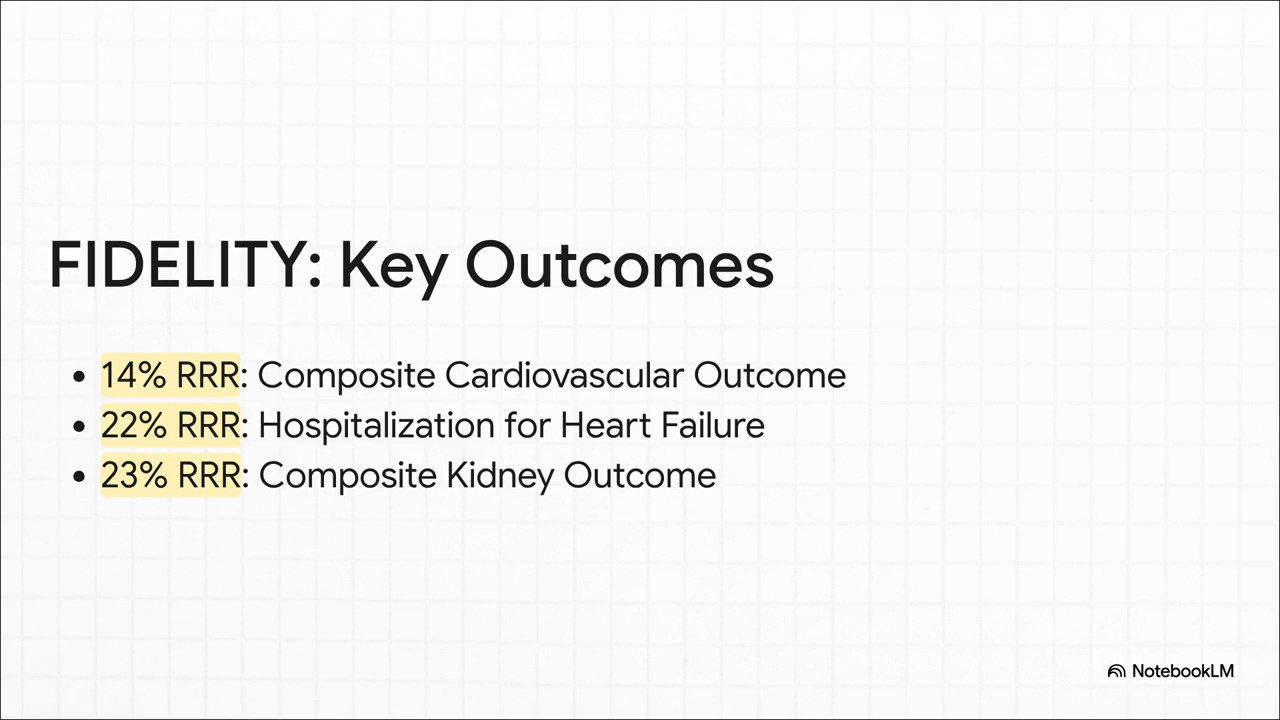 FIDELITY: Key Outcomes
• 14% RRR: Composite Cardiovascular Outcome
• 22% RRR: Hospitalization for Heart Failure
• 23% RRR: Composite Kidney Outcome
NotebookLM